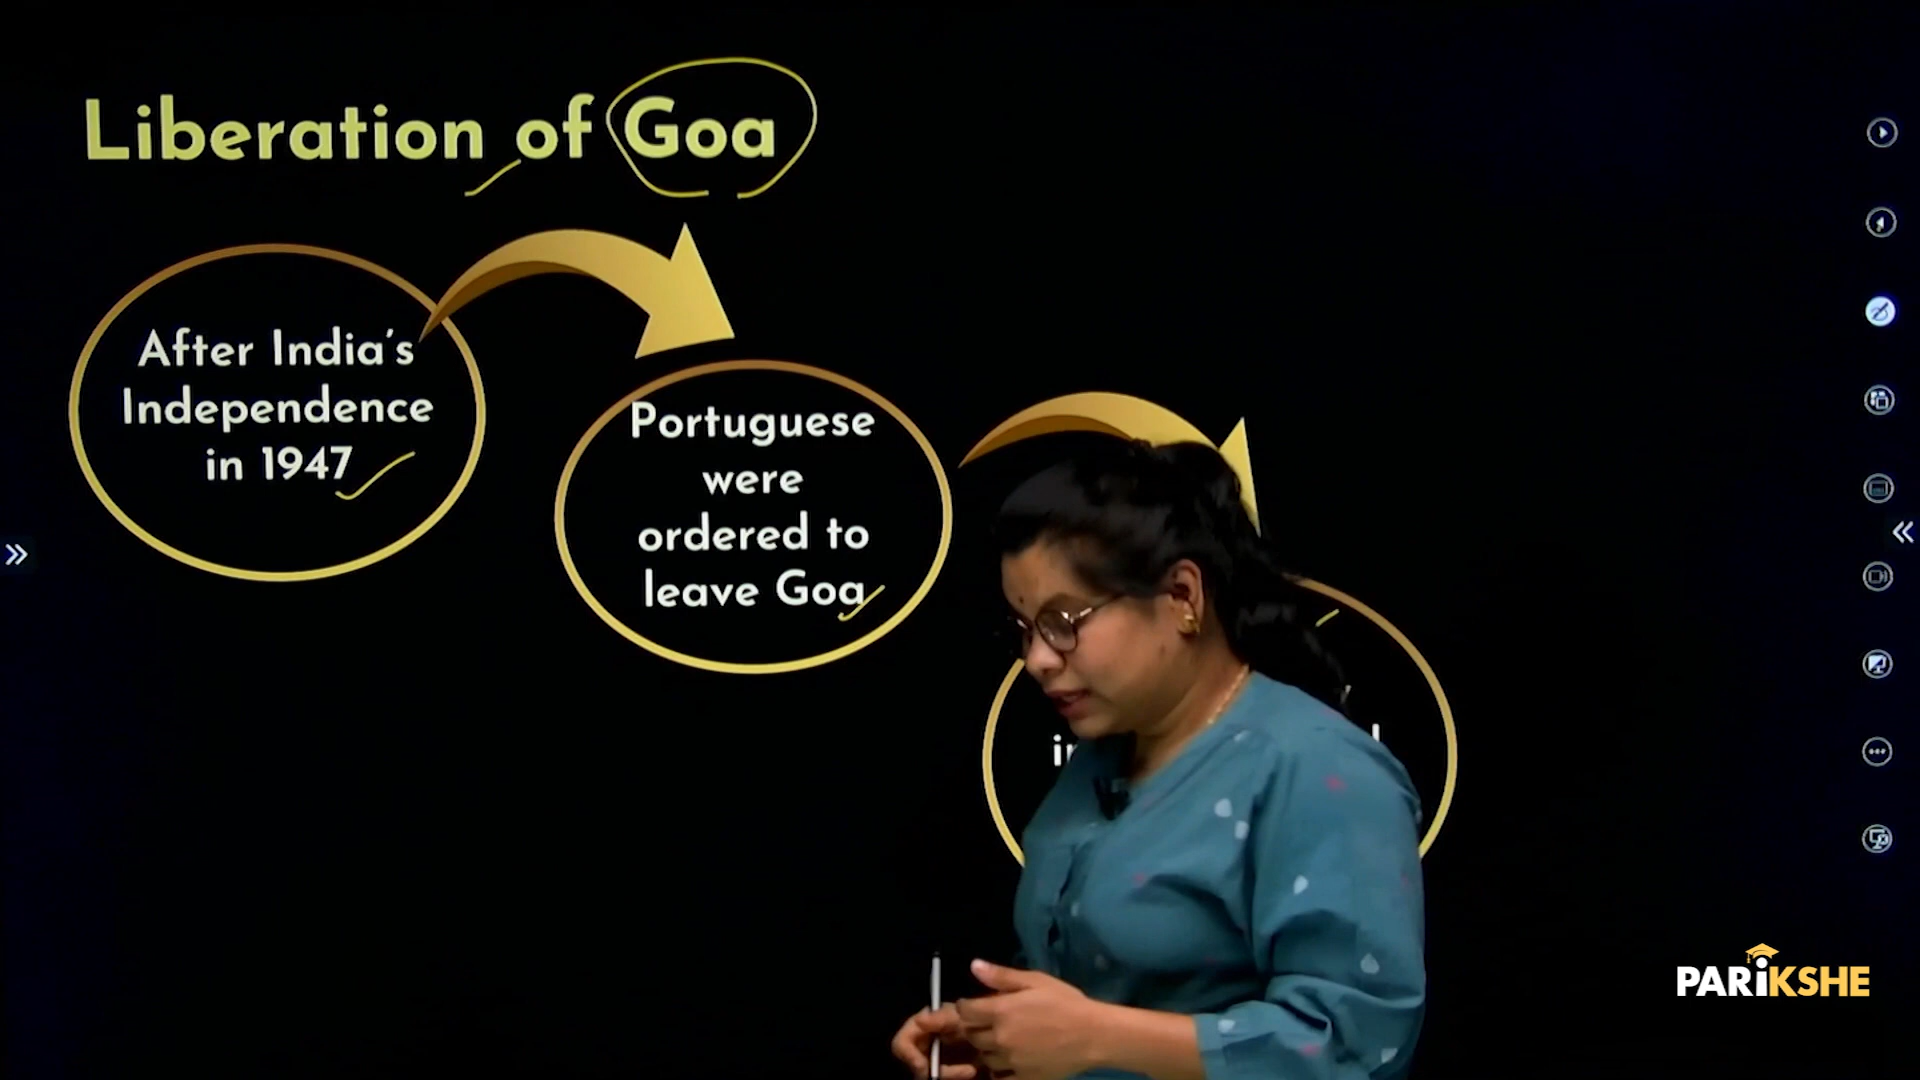 Liberation of Goa
After India's
Independence
in 1947
Portuguese
were
ordered to
leave Goa
PARiKSHE